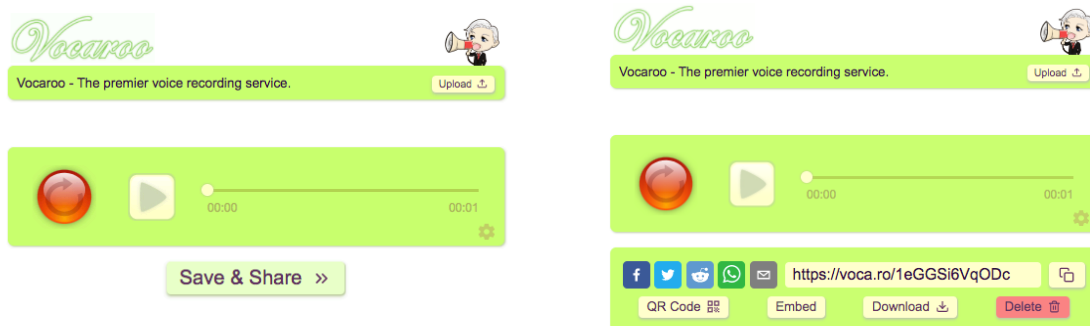 Vocaroo
Vocaroo - The premier voice recording service.
Upload
00:00
00:01
Save & Share »
Vocaroo
Vocaroo - The premier voice recording service.
Upload
00:00
00:01
https://voca.ro/1eGGSi6VqODc
QR Code
Embed
Download
Delete